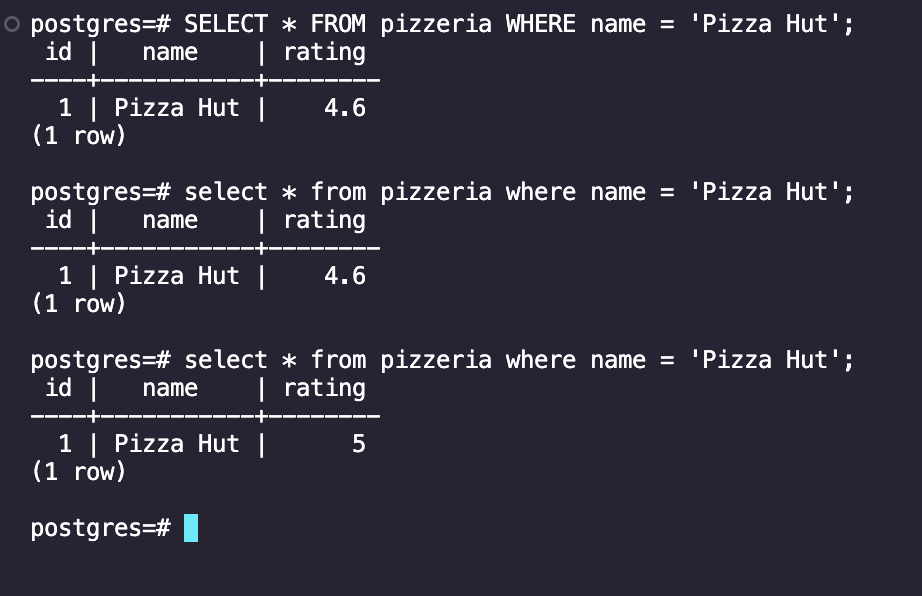 postgres=# SELECT * FROM pizzeria WHERE name = 'Pizza Hut';
 id |   name    | rating
----+-----------+--------
  1 | Pizza Hut |    4.6
(1 row)

postgres=# select * from pizzeria where name = 'Pizza Hut';
 id |   name    | rating
----+-----------+--------
  1 | Pizza Hut |    4.6
(1 row)

postgres=# select * from pizzeria where name = 'Pizza Hut';
 id |   name    | rating
----+-----------+--------
  1 | Pizza Hut |      5
(1 row)

postgres=#